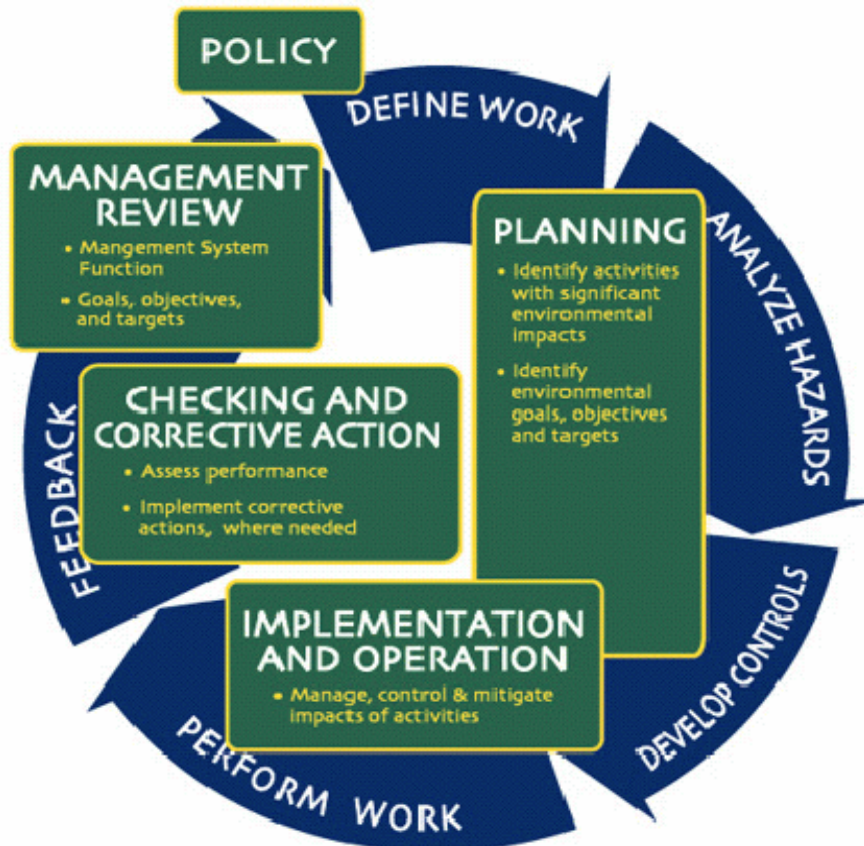 POLICY
DEFINE WORK
ANALYZE HAZARDS
DEVELOP CONTROLS
PERFORM WORK
FEEDBACK
MANAGEMENT
REVIEW
• Mangement System
Function
• Goals, objectives,
and targets
PLANNING
• Identify activities
with significant
environmental
impacts
• Identify
environmental
goals, objectives
and targets
CHECKING AND
CORRECTIVE ACTION
• Assess performance
• Implement corrective
actions, where needed
IMPLEMENTATION
AND OPERATION
• Manage, control & mitigate
impacts of activities